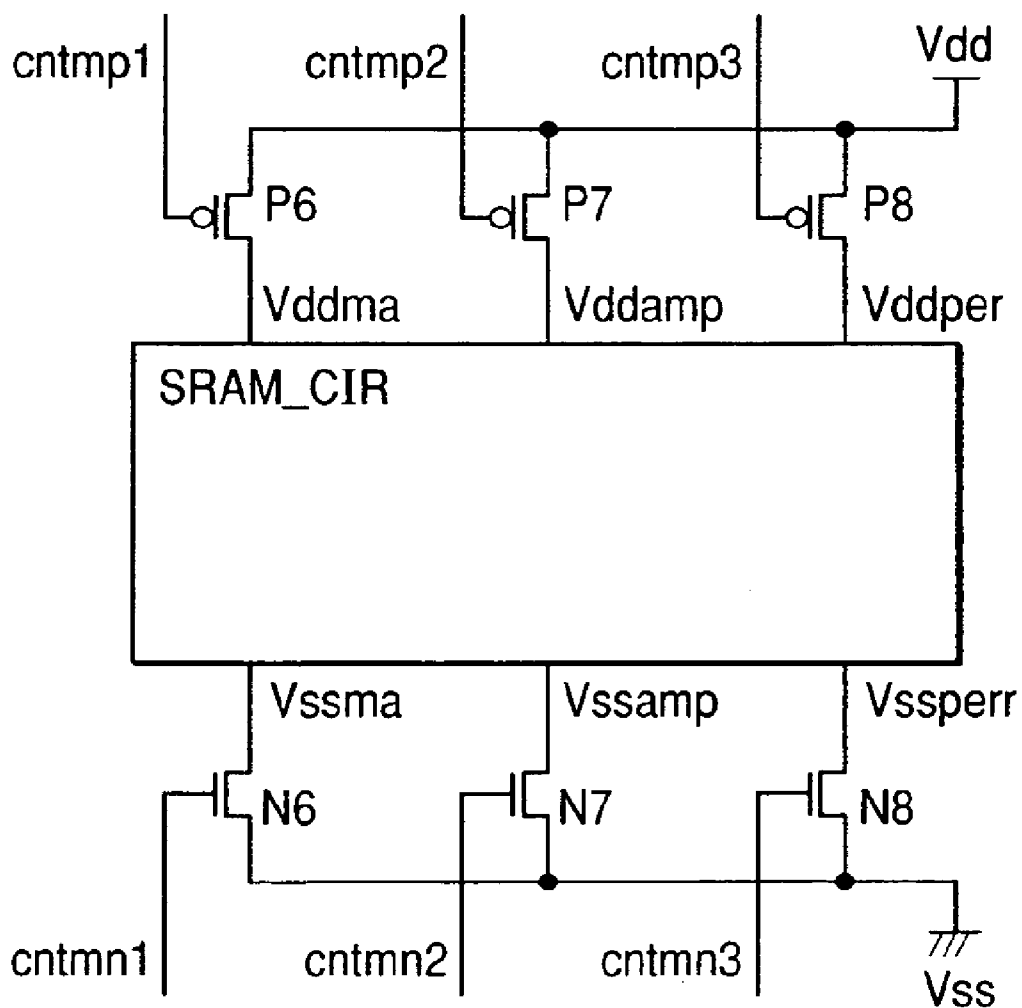 cntmp1 cntmp2 cntmp3 Vdd
P6 P7 P8
Vddma Vddamp Vddper
SRAM_CIR
Vssma Vssamp Vssperr
N6 N7 N8
cntmn1 cntmn2 cntmn3
Vss